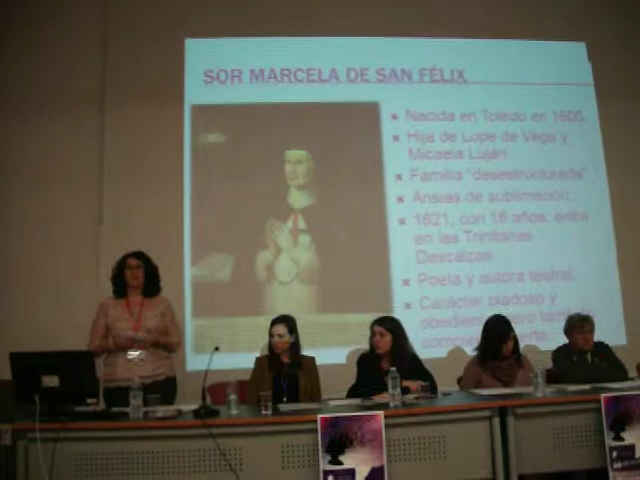 SOR MARCELA DE SAN FÉLIX
Nacida en Toledo en 1605.
Hija de Lope de Vega y
Micaela Luján
Familia "desestructurada"
Ansias de sublimación.
1621, con 16 años, entra
en las Trinitarias
Descalzas.
Poeta y autora teatral.
Carácter piadoso y